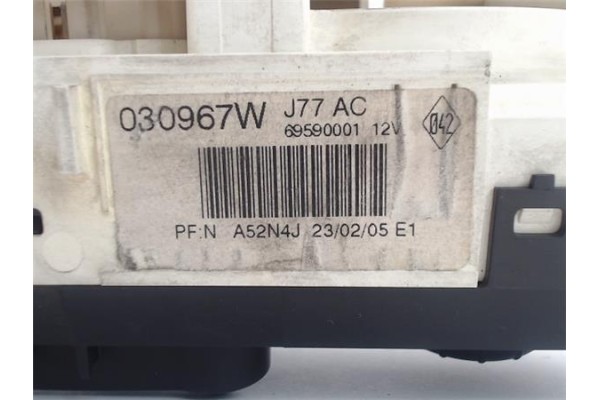 030967W J77 AC
69590001 12V
042
PF:N A52N4J 23/02/05 E1